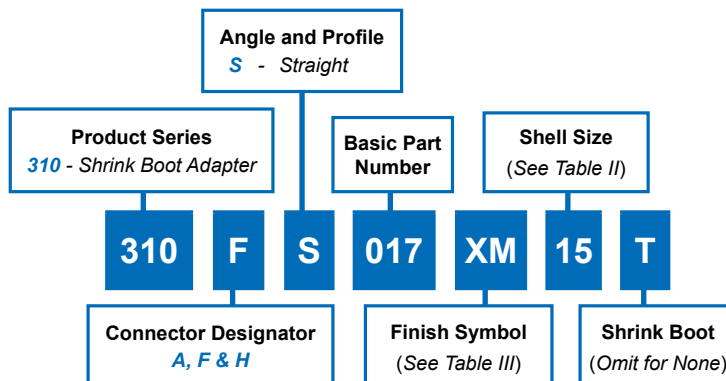 Angle and Profile
S - Straight
Product Series
310 - Shrink Boot Adapter
Basic Part
Number
Shell Size
(See Table II)
310 F S 017 XM 15 T
Connector Designator
A, F & H
Finish Symbol
(See Table III)
Shrink Boot
(Omit for None)